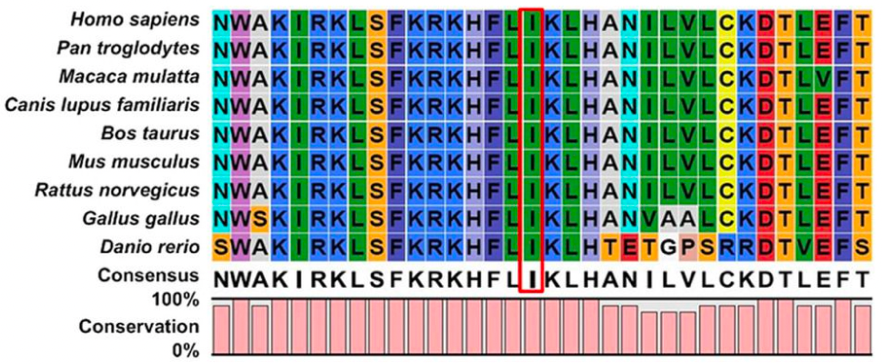 Homo sapiens NWAKIRKLSFKRKHFLIKLHANILVLCKDTLEFT
Pan troglodytes NWAKIRKLSFKRKHFLIKLHANILVLCKDTLEFT
Macaca mulatta NWAKIRKLSFKRKHFLIKLHANILVLCKDTLVFT
Canis lupus familiaris NWAKIRKLSFKRKHFLIKLHANILVLCKDTLEFT
Bos taurus NWAKIRKLSFKRKHFLIKLHANILVLCKDTLEFT
Mus musculus NWAKIRKLSFKRKHFLIKLHANILVLCKDTLEFT
Rattus norvegicus NWAKIRKLSFKRKHFLIKLHANILVLCKDTLEFT
Gallus gallus NWSKIRKLSFKRKHFLIKLHANVAALCKDTLEFT
Danio rerio SWAKIRKLSFKRKHFLIKLHTETGPSRRDTVEFS
Consensus NWAKIRKLSFKRKHFLIKLHANILVLCKDTLEFT
100%
Conservation
0%